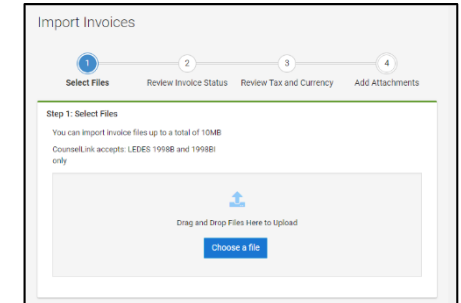 Import Invoices
1 2 3 4
Select Files Review Invoice Status Review Tax and Currency Add Attachments
Step 1: Select Files
You can import invoice files up to a total of 10MB
CounselLink accepts: LEDES 1998B and 1998BI
only
Drag and Drop Files Here to Upload
Choose a file